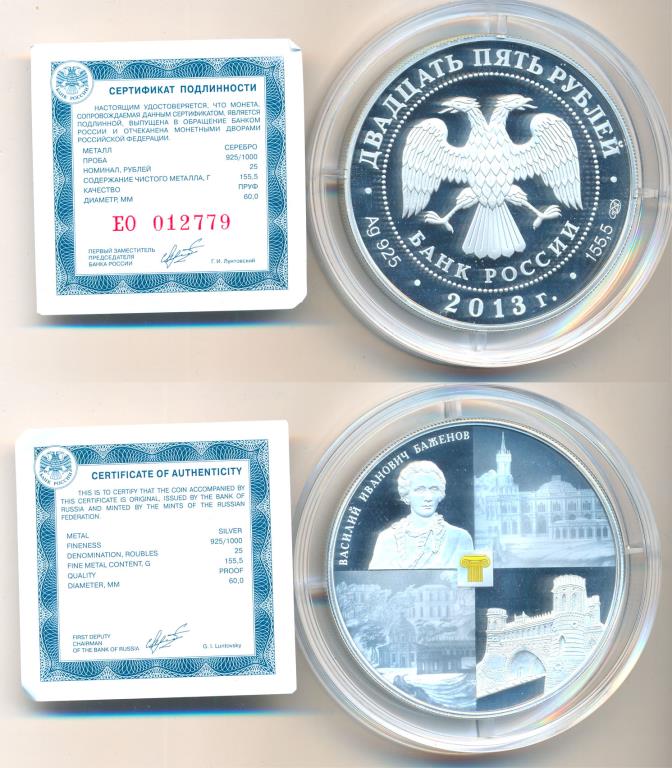 БАНК РОССИИ
СЕРТИФИКАТ ПОДЛИННОСТИ
НАСТОЯЩИМ УДОСТОВЕРЯЕТСЯ, ЧТО МОНЕТА,
СОПРОВОЖДАЕМАЯ ДАННЫМ СЕРТИФИКАТОМ, ЯВЛЯЕТСЯ
ПОДЛИННОЙ, ВЫПУЩЕНА В ОБРАЩЕНИЕ БАНКОМ
РОССИИ И ОТЧЕКАНЕНА МОНЕТНЫМИ ДВОРАМИ
РОССИЙСКОЙ ФЕДЕРАЦИИ.
МЕТАЛЛ СЕРЕБРО
ПРОБА 925/1000
НОМИНАЛ, РУБЛЕЙ 25
СОДЕРЖАНИЕ ЧИСТОГО МЕТАЛЛА, Г 155,5
КАЧЕСТВО ПРУФ
ДИАМЕТР, ММ 60,0
ЕО 012779
ПЕРВЫЙ ЗАМЕСТИТЕЛЬ
ПРЕДСЕДАТЕЛЯ
БАНКА РОССИИ Г. И. Лунтовский
ДВАДЦАТЬ ПЯТЬ РУБЛЕЙ
БАНК РОССИИ
Ag 925
155,5
2013 г.
БАНК РОССИИ
CERTIFICATE OF AUTHENTICITY
THIS IS TO CERTIFY THAT THE COIN ACCOMPANIED BY
THIS CERTIFICATE IS ORIGINAL, ISSUED BY THE BANK OF
RUSSIA AND MINTED BY THE MINTS OF THE RUSSIAN
FEDERATION.
METAL SILVER
FINENESS 925/1000
DENOMINATION, ROUBLES 25
FINE METAL CONTENT, G 155,5
QUALITY PROOF
DIAMETER, MM 60,0
FIRST DEPUTY
CHAIRMAN
OF THE BANK OF RUSSIA G. I. Luntovsky
ВАСИЛИЙ ИВАНОВИЧ БАЖЕНОВ